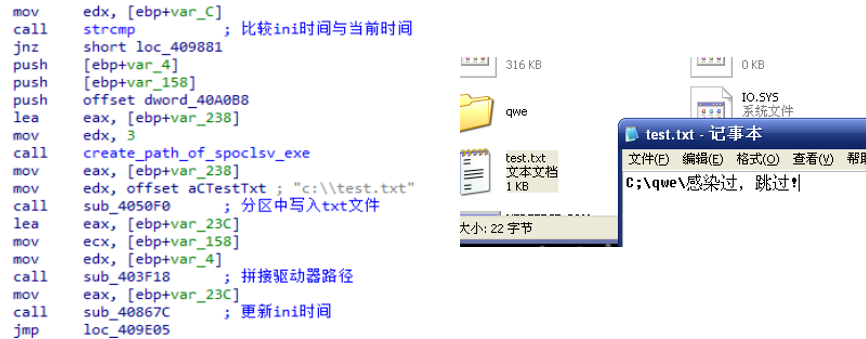 mov edx, [ebp+var_C]
call strcmp ; 比较ini时间与当前时间
jnz short loc_409881
push [ebp+var_4]
push [ebp+var_158]
push offset dword_40A0B8
lea eax, [ebp+var_238]
mov edx, 3
call create_path_of_spoclsv_exe
mov eax, [ebp+var_238]
mov edx, offset aCTestTxt ; "c:\\test.txt"
call sub_4050F0 ; 分区中写入txt文件
lea eax, [ebp+var_23C]
mov ecx, [ebp+var_158]
mov edx, [ebp+var_4]
call sub_403F18 ; 拼接驱动器路径
mov eax, [ebp+var_23C]
call sub_40867C ; 更新ini时间
jmp loc_409E05
316 KB
0 KB
qwe
IO.SYS
系统文件
test.txt
文本文档
1 KB
大小: 22 字节
test.txt - 记事本
文件(F) 编辑(E) 格式(O) 查看(V) 帮助
C;\qwe\感染过, 跳过!